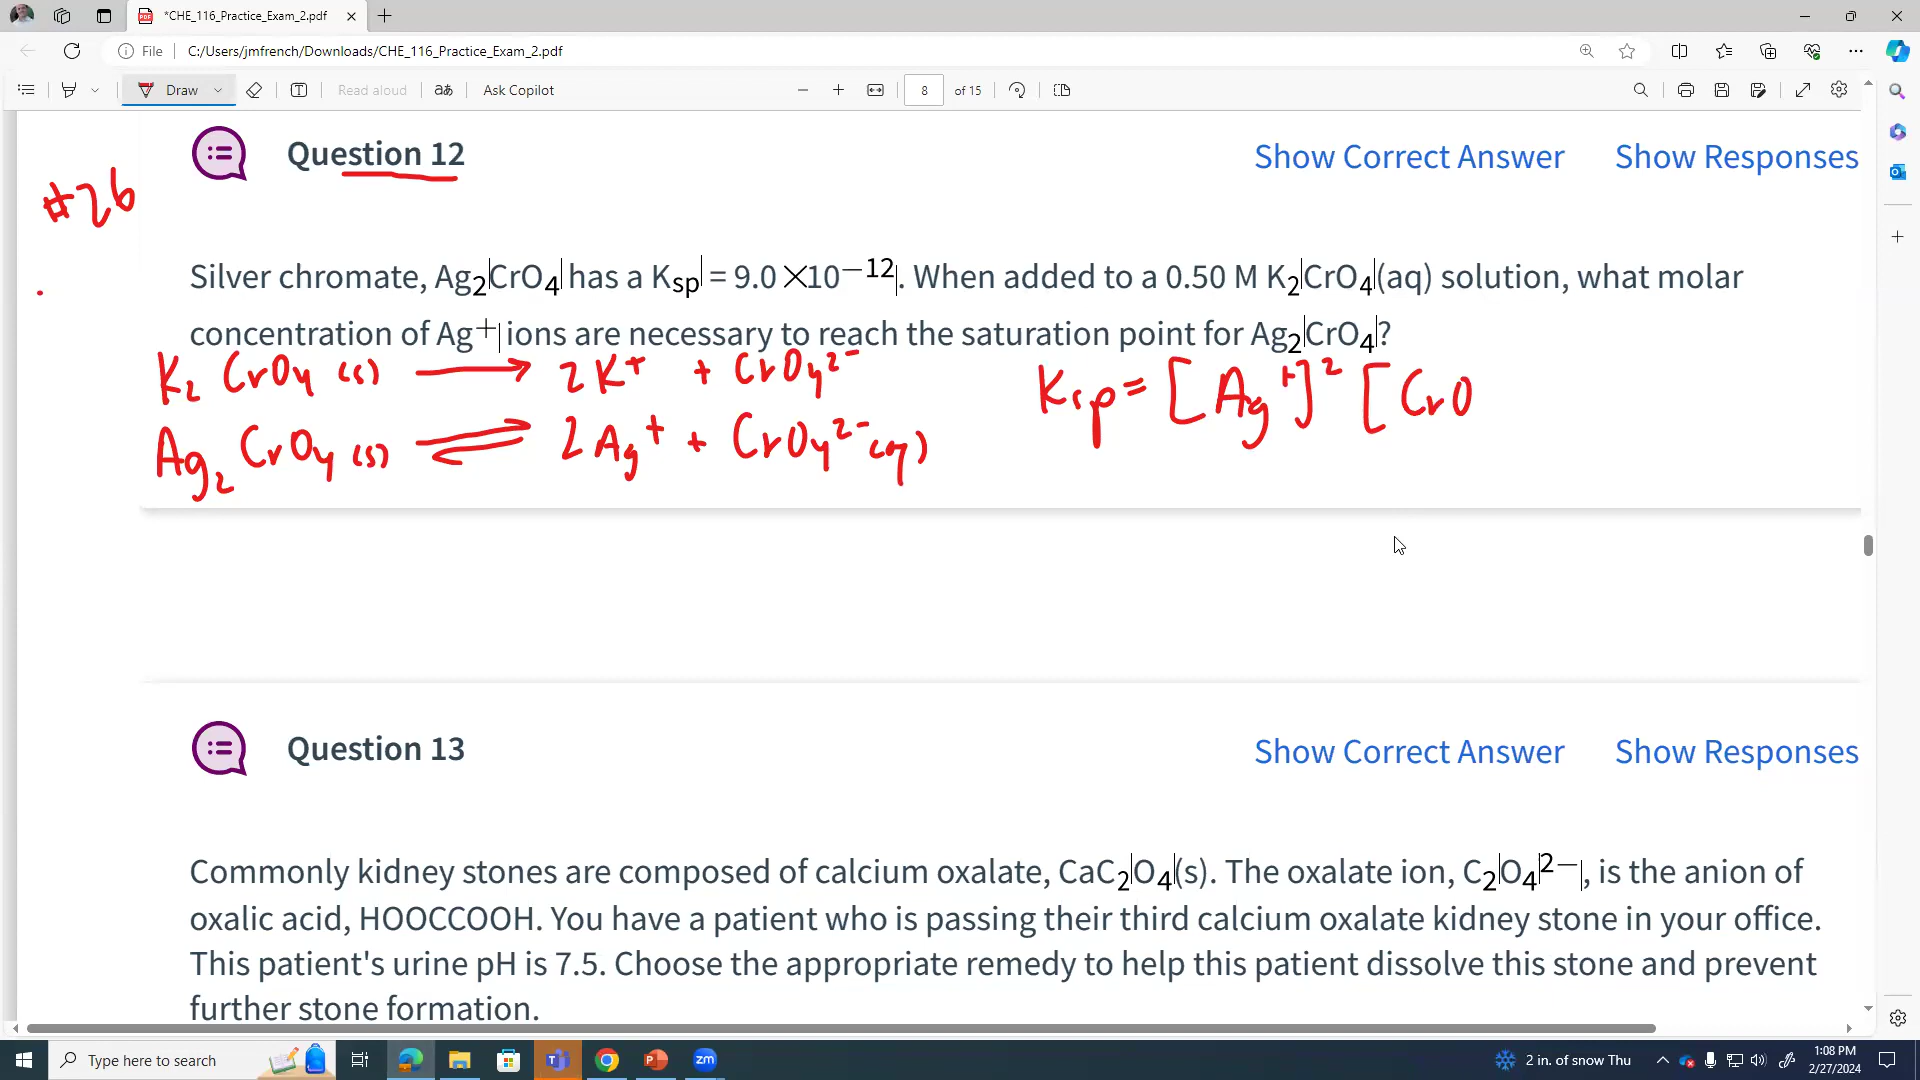 *CHE_116_Practice_Exam_2.pdf
File C:/Users/jmfrench/Downloads/CHE_116_Practice_Exam_2.pdf
Draw Read aloud aあ Ask Copilot 8 of 15
Question 12 Show Correct Answer Show Responses
#26
Silver chromate, Ag₂CrO₄ has a Ksp = 9.0 ×10⁻¹². When added to a 0.50 M K₂CrO₄(aq) solution, what molar
concentration of Ag⁺ ions are necessary to reach the saturation point for Ag₂CrO₄?
K₂ CrO₄ (s) → 2K⁺ + CrO₄²⁻
Ksp = [Ag⁺]² [CrO
Ag₂ CrO₄ (s) ⇌ 2Ag⁺ + CrO₄²⁻ (aq)
Question 13 Show Correct Answer Show Responses
Commonly kidney stones are composed of calcium oxalate, CaC₂O₄(s). The oxalate ion, C₂O₄²⁻, is the anion of
oxalic acid, HOOCCOOH. You have a patient who is passing their third calcium oxalate kidney stone in your office.
This patient's urine pH is 7.5. Choose the appropriate remedy to help this patient dissolve this stone and prevent
further stone formation.
Type here to search
zm
2 in. of snow Thu
1:08 PM
2/27/2024